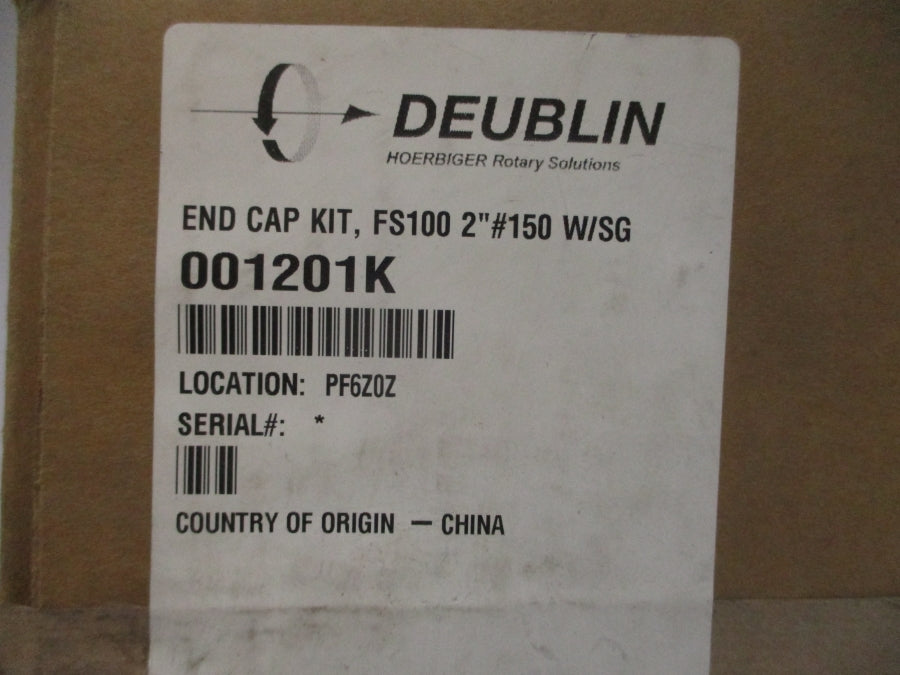 DEUBLIN
HOERBIGER Rotary Solutions
END CAP KIT, FS100 2"#150 W/SG
001201K
LOCATION: PF6Z0Z
SERIAL#: *
COUNTRY OF ORIGIN — CHINA